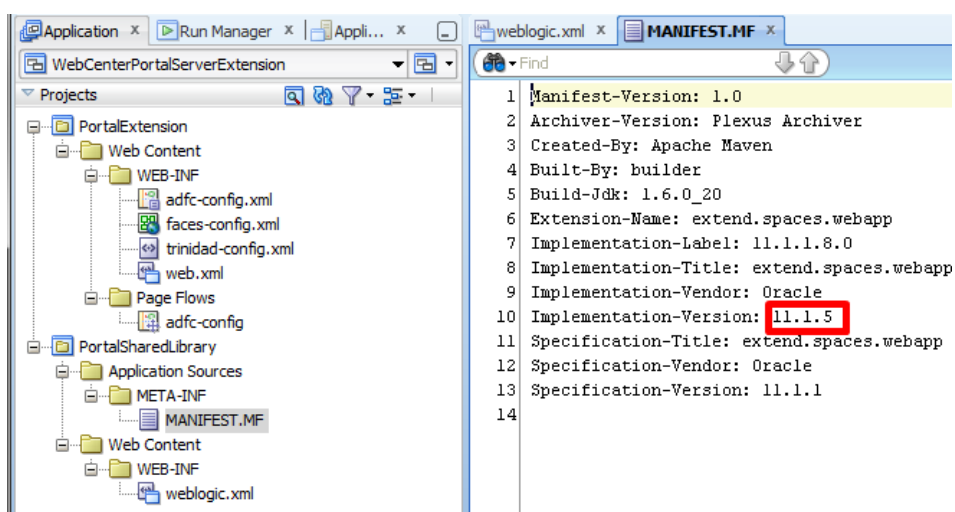 Application x Run Manager x Appli... x
WebCenterPortalServerExtension
Projects
PortalExtension
Web Content
WEB-INF
adfc-config.xml
faces-config.xml
trinidad-config.xml
web.xml
Page Flows
adfc-config
PortalSharedLibrary
Application Sources
META-INF
MANIFEST.MF
Web Content
WEB-INF
weblogic.xml
weblogic.xml x MANIFEST.MF x
Find
1 Manifest-Version: 1.0
2 Archiver-Version: Plexus Archiver
3 Created-By: Apache Maven
4 Built-By: builder
5 Build-Jdk: 1.6.0_20
6 Extension-Name: extend.spaces.webapp
7 Implementation-Label: 11.1.1.8.0
8 Implementation-Title: extend.spaces.webapp
9 Implementation-Vendor: Oracle
10 Implementation-Version: 11.1.5
11 Specification-Title: extend.spaces.webapp
12 Specification-Vendor: Oracle
13 Specification-Version: 11.1.1
14